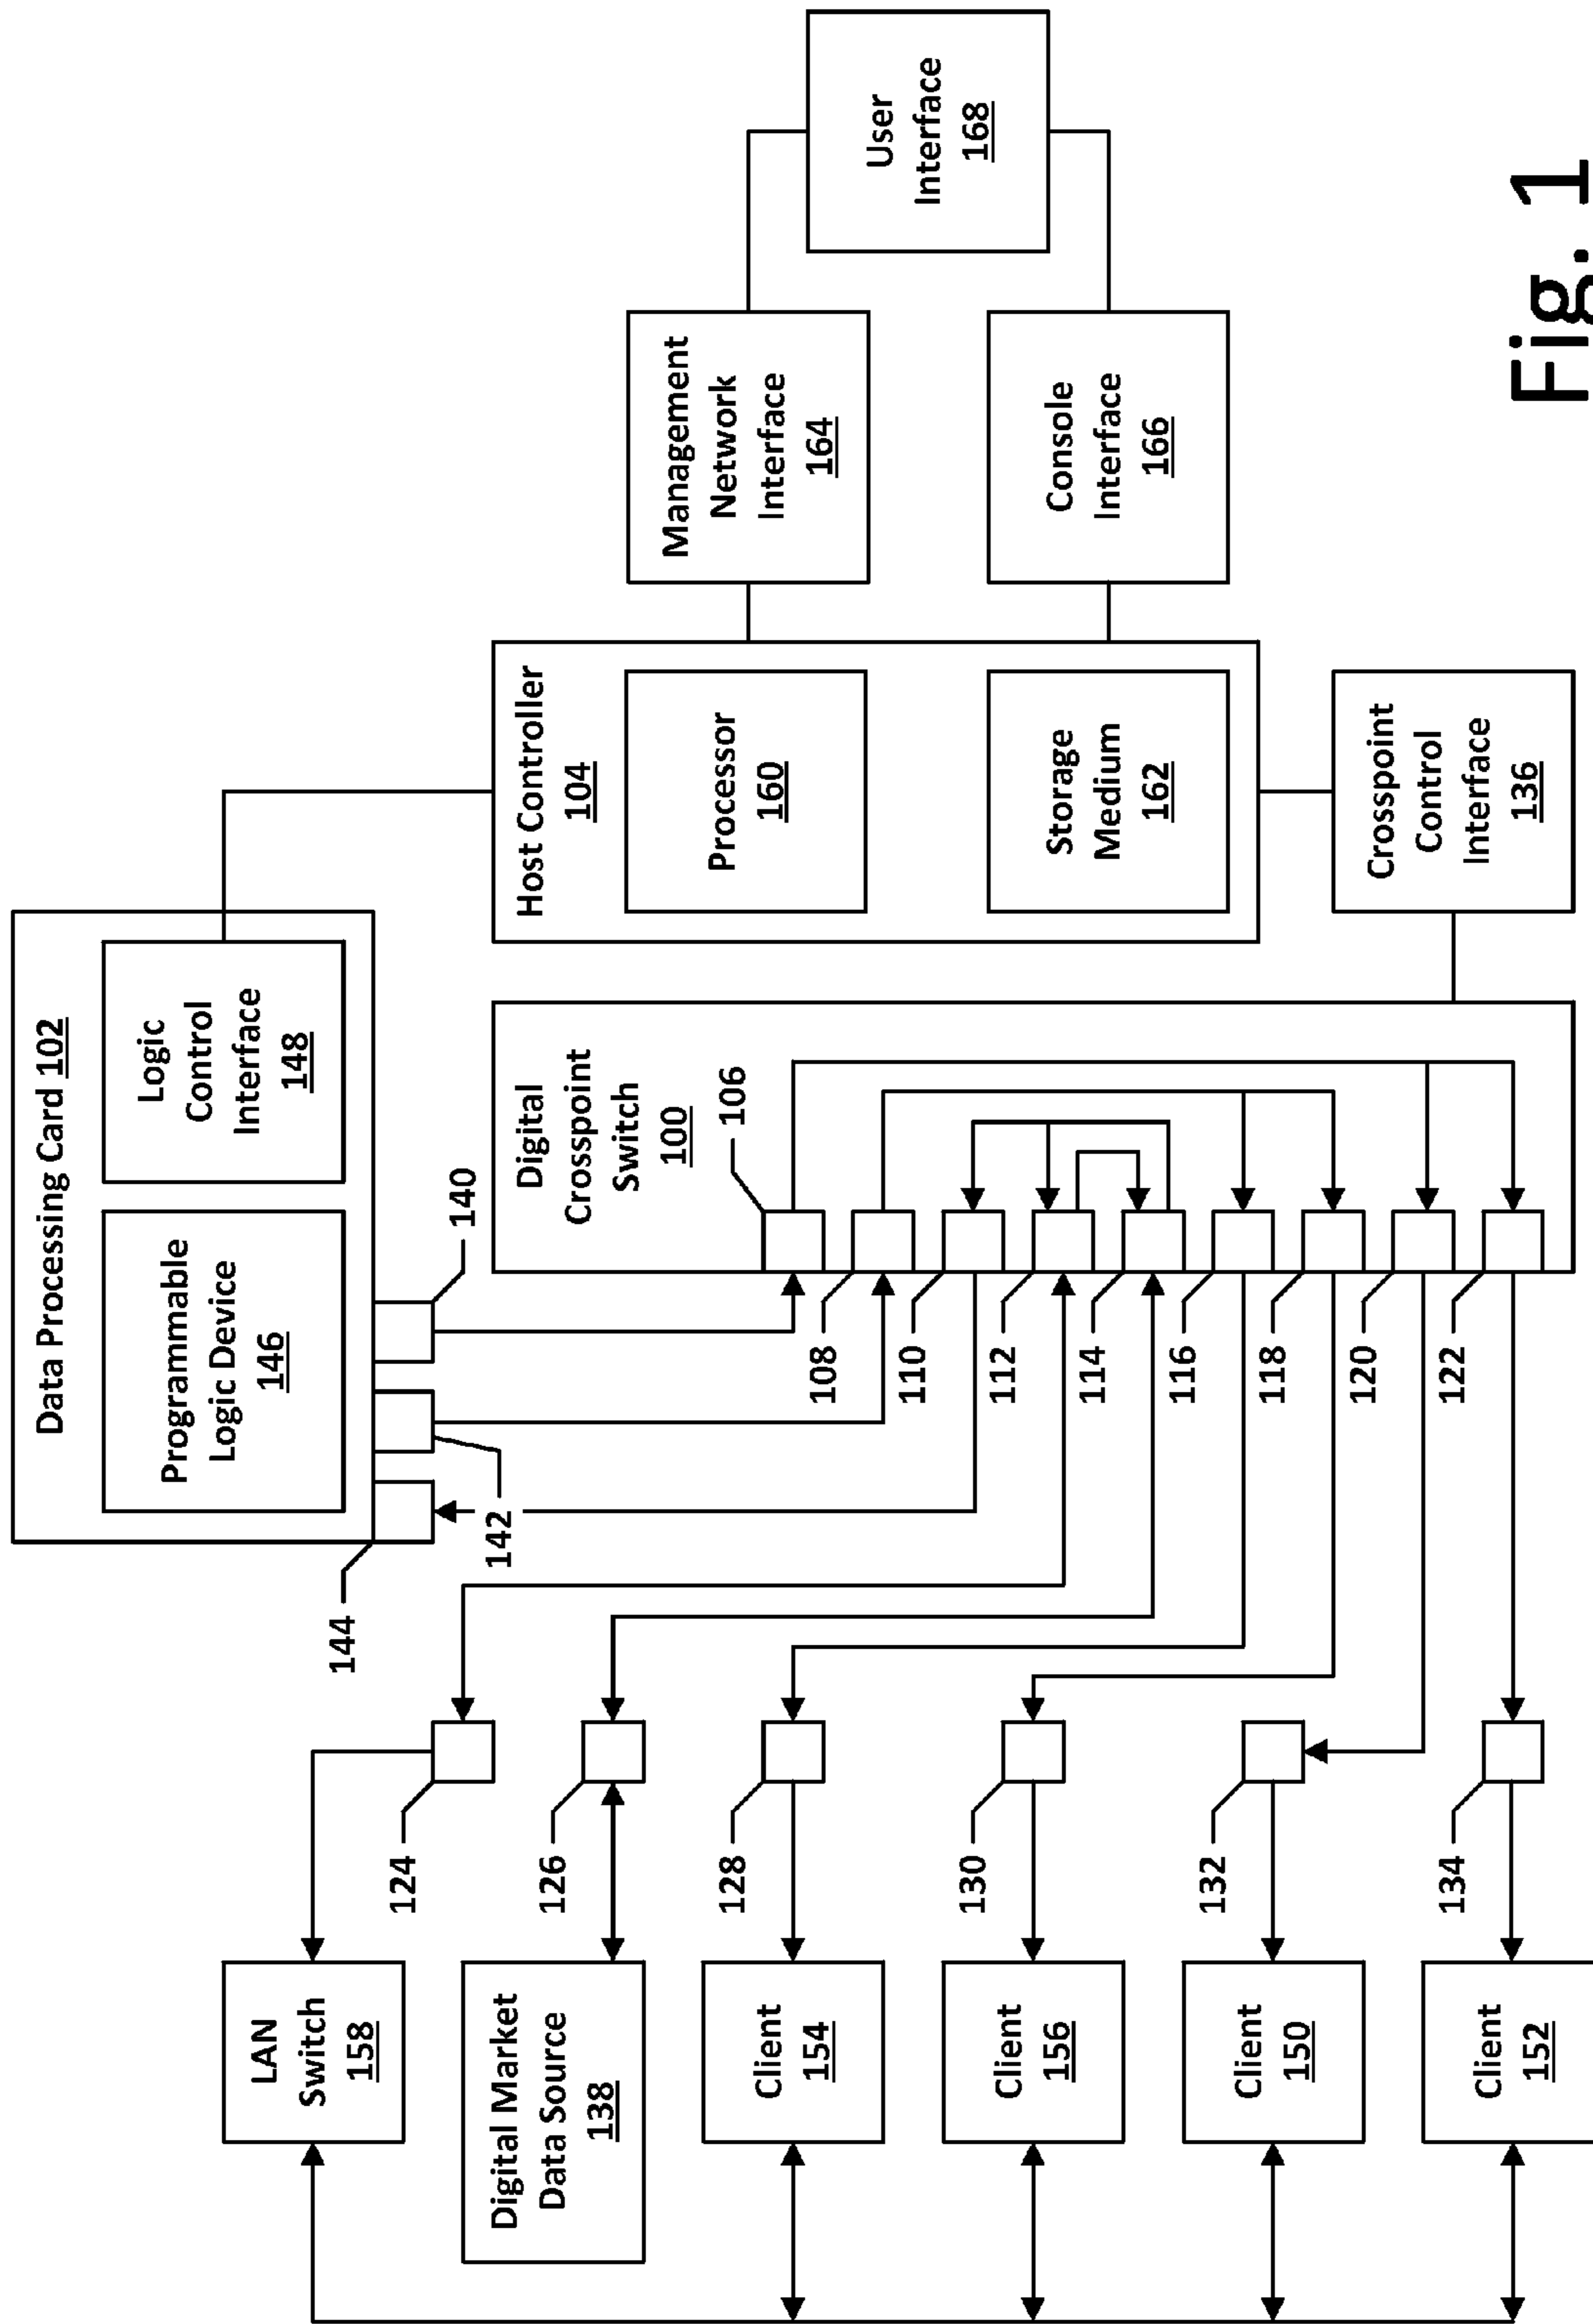 Data Processing Card 102
Programmable
Logic Device
146
Logic
Control
Interface
148
144
142
140
LAN
Switch
158
Digital Market
Data Source
138
Client
154
Client
156
Client
150
Client
152
124
126
128
130
132
134
108
110
112
114
116
118
120
122
Digital
Crosspoint
Switch
100
106
Host Controller
104
Processor
160
Storage
Medium
162
Crosspoint
Control
Interface
136
Management
Network
Interface
164
Console
Interface
166
User
Interface
168
Fig. 1